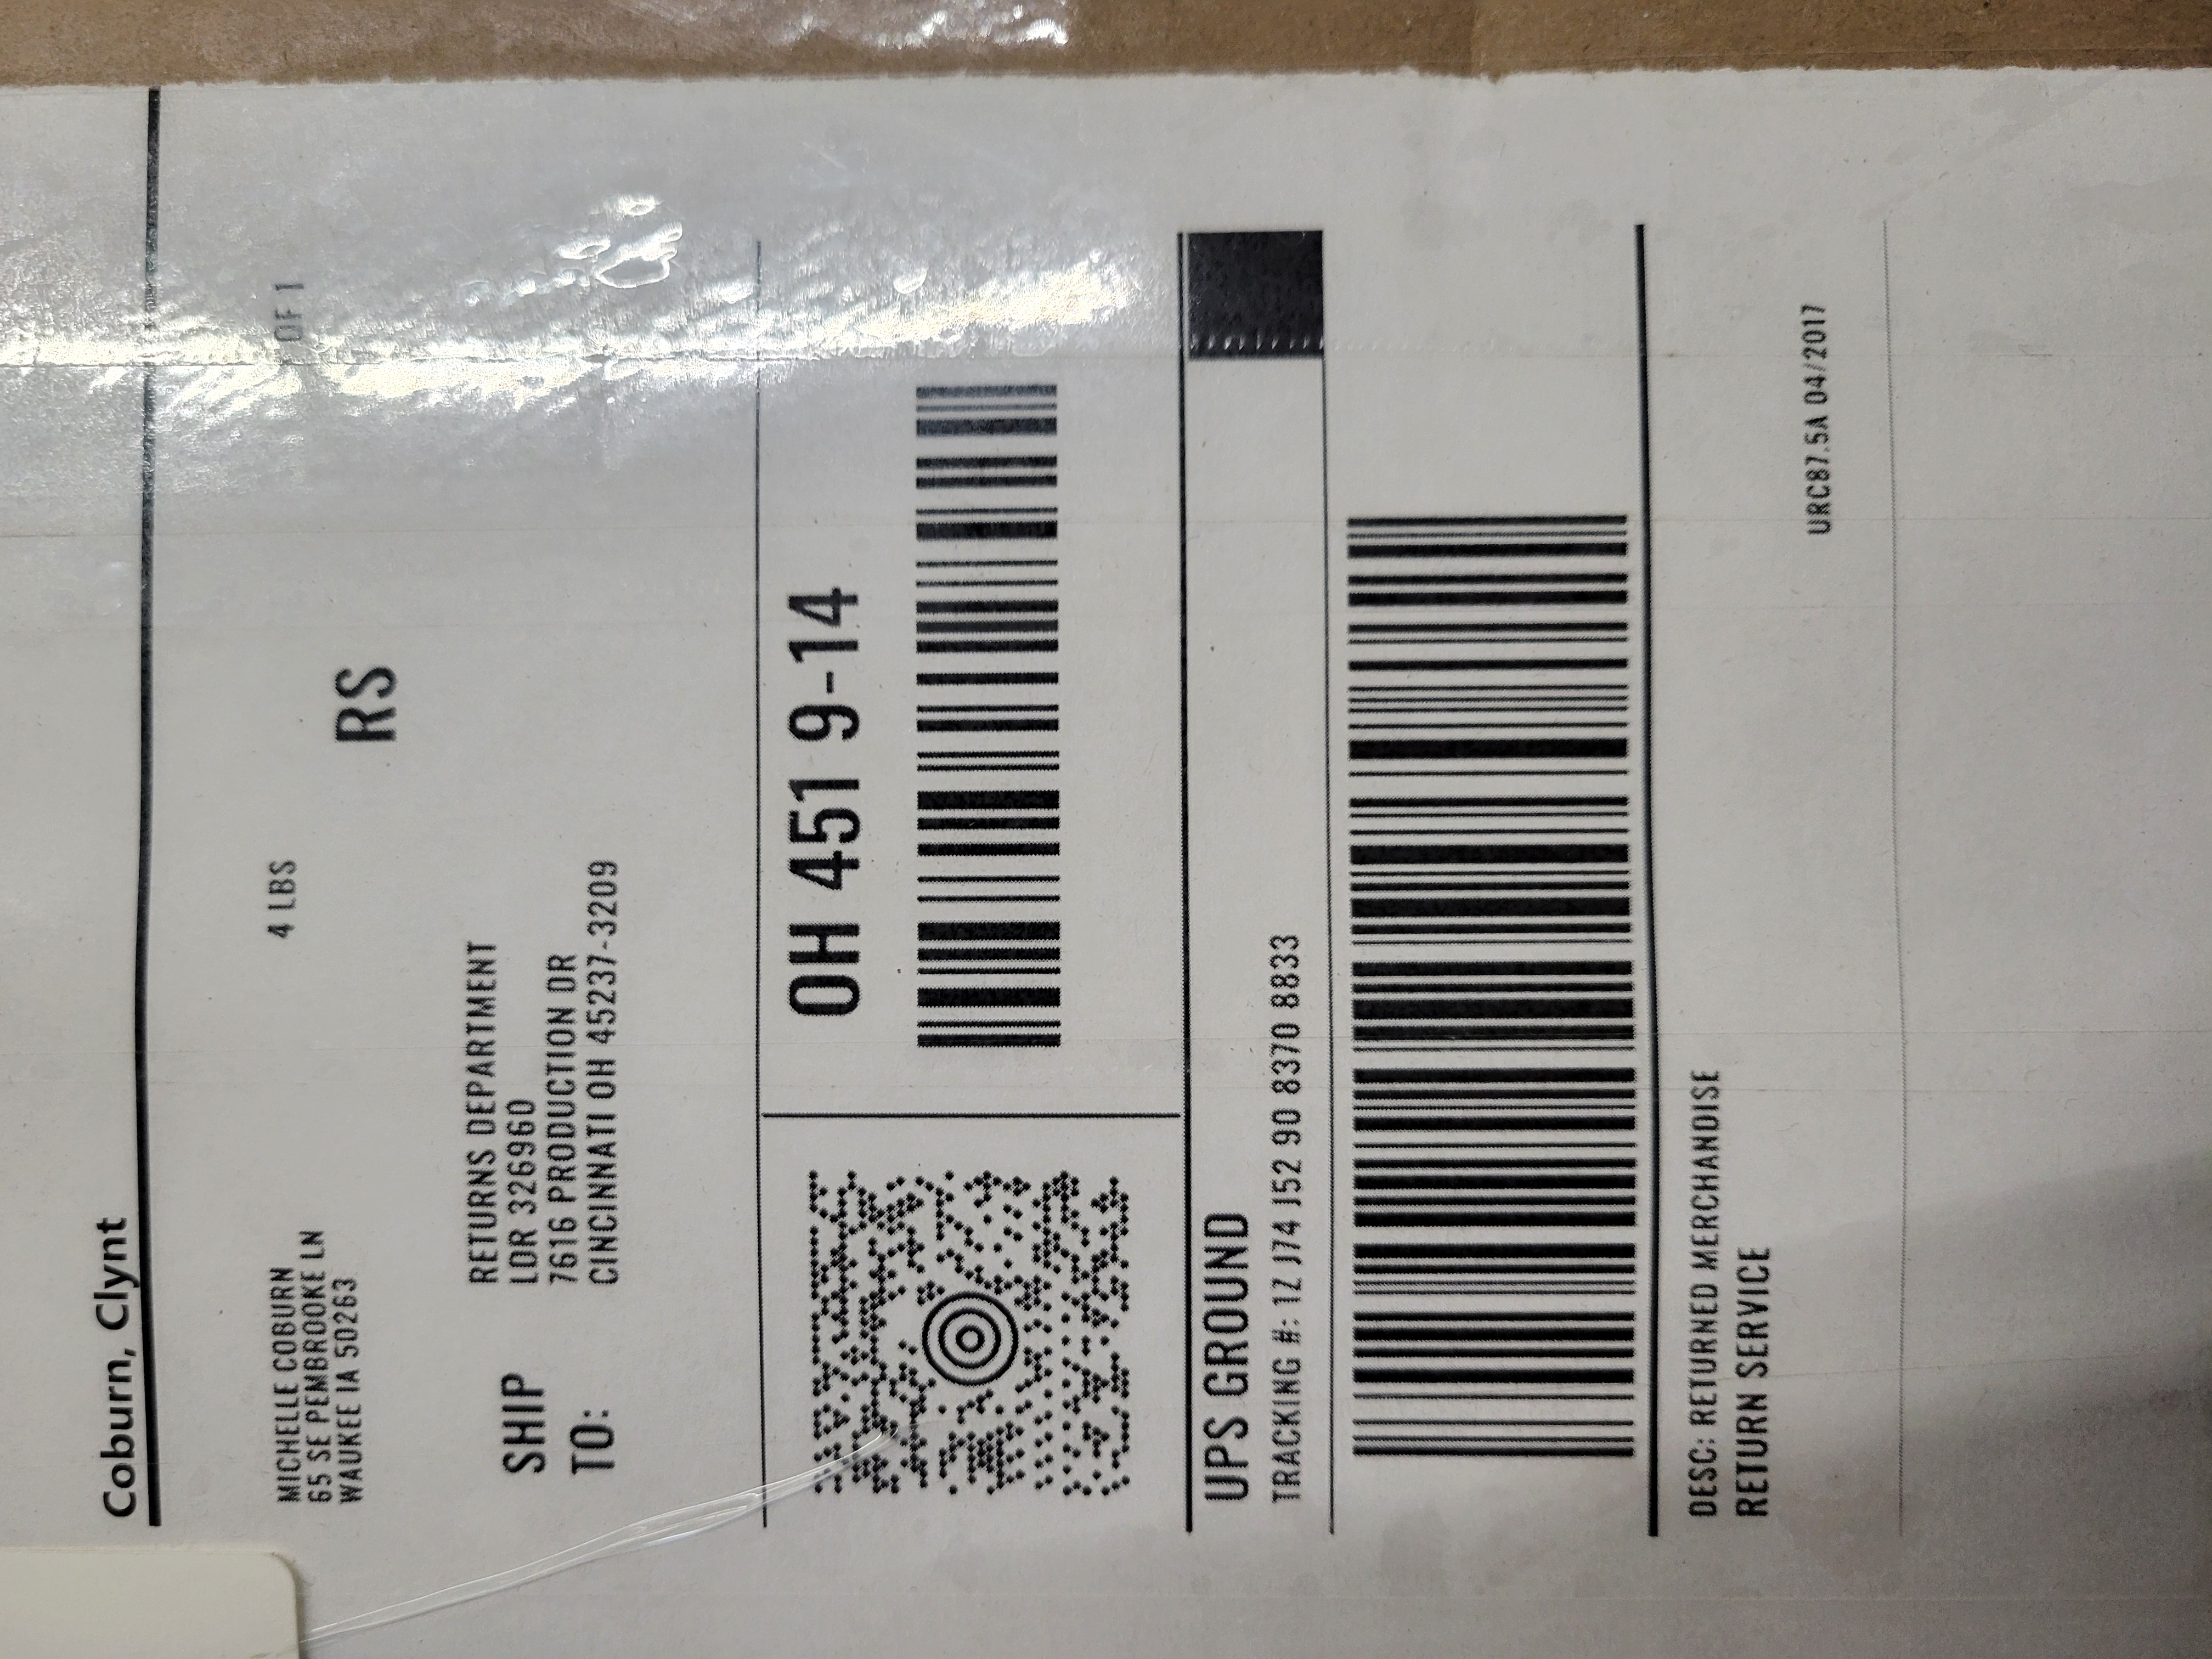 Coburn, Clynt
MICHELLE COBURN
65 SE PEMBROOKE LN
WAUKEE IA 50263
4 LBS
OF 1
RS
SHIP
TO:
RETURNS DEPARTMENT
LDR 326960
7616 PRODUCTION DR
CINCINNATI OH 45237-3209
OH 451 9-14
UPS GROUND
TRACKING #: 1Z J74 J52 90 8370 8833
DESC: RETURNED MERCHANDISE
RETURN SERVICE
URC87.5A 04/2017